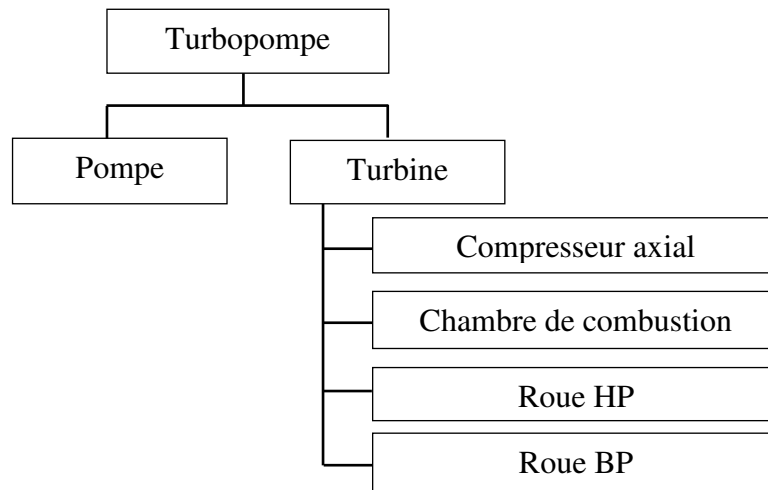 Turbopompe
Pompe
Turbine
Compresseur axial
Chambre de combustion
Roue HP
Roue BP